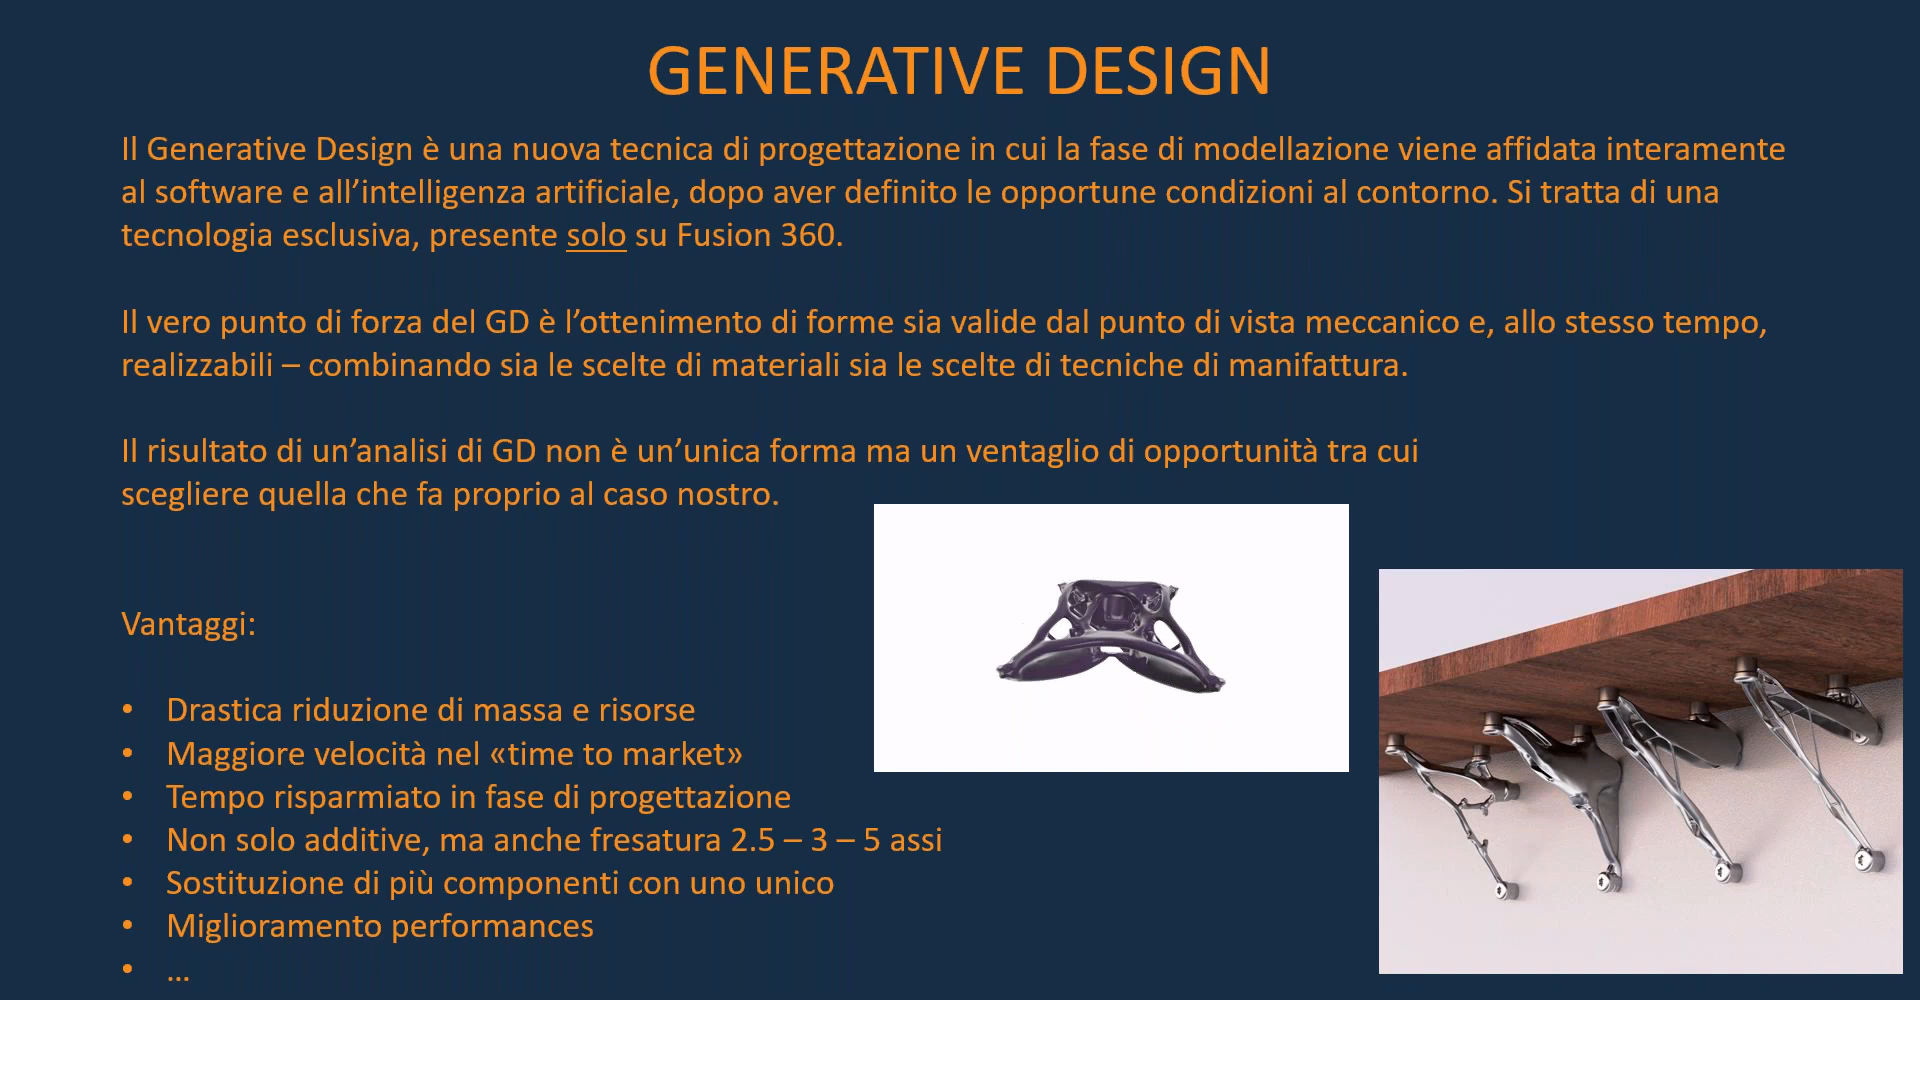 GENERATIVE DESIGN
Il Generative Design è una nuova tecnica di progettazione in cui la fase di modellazione viene affidata interamente
al software e all’intelligenza artificiale, dopo aver definito le opportune condizioni al contorno. Si tratta di una
tecnologia esclusiva, presente solo su Fusion 360.
Il vero punto di forza del GD è l’ottenimento di forme sia valide dal punto di vista meccanico e, allo stesso tempo,
realizzabili – combinando sia le scelte di materiali sia le scelte di tecniche di manifattura.
Il risultato di un’analisi di GD non è un’unica forma ma un ventaglio di opportunità tra cui
scegliere quella che fa proprio al caso nostro.
Vantaggi:
• Drastica riduzione di massa e risorse
• Maggiore velocità nel «time to market»
• Tempo risparmiato in fase di progettazione
• Non solo additive, ma anche fresatura 2.5 – 3 – 5 assi
• Sostituzione di più componenti con uno unico
• Miglioramento performances
• …